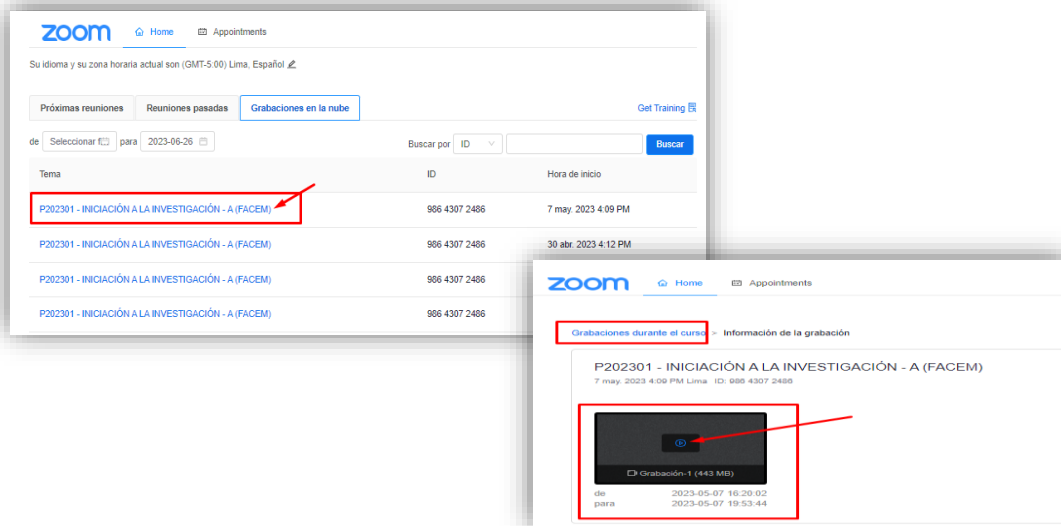 zoom Home Appointments
Su idioma y su zona horaria actual son (GMT-5:00) Lima, Español
Próximas reuniones Reuniones pasadas Grabaciones en la nube Get Training
de Seleccionar f para 2023-06-26 Buscar por ID Buscar
Tema ID Hora de inicio
P202301 - INICIACIÓN A LA INVESTIGACIÓN - A (FACEM) 986 4307 2486 7 may. 2023 4:09 PM
P202301 - INICIACIÓN A LA INVESTIGACIÓN - A (FACEM) 986 4307 2486 30 abr. 2023 4:12 PM
P202301 - INICIACIÓN A LA INVESTIGACIÓN - A (FACEM) 986 4307 2486
P202301 - INICIACIÓN A LA INVESTIGACIÓN - A (FACEM) 986 4307 2486
zoom Home Appointments
Grabaciones durante el curso > Información de la grabación
P202301 - INICIACIÓN A LA INVESTIGACIÓN - A (FACEM)
7 may. 2023 4:09 PM Lima ID: 986 4307 2486
Grabación-1 (443 MB)
de 2023-05-07 16:20:02
para 2023-05-07 19:53:44